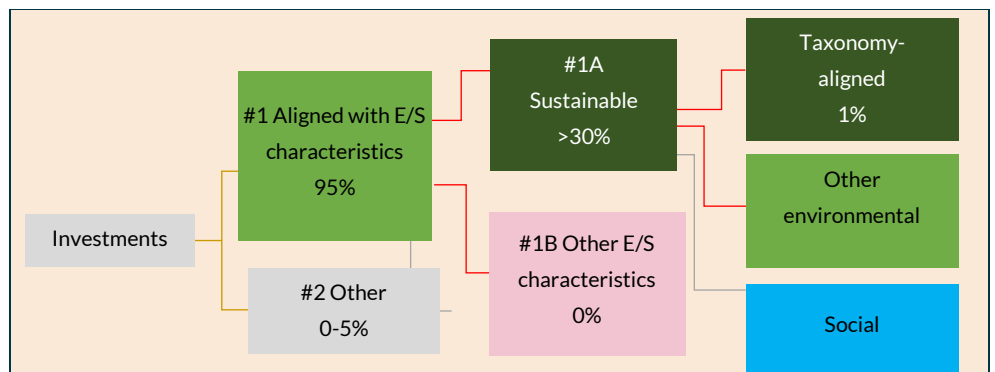 Investments
#1 Aligned with E/S
characteristics
95%
#2 Other
0-5%
#1A
Sustainable
>30%
#1B Other E/S
characteristics
0%
Taxonomy-
aligned
1%
Other
environmental
Social